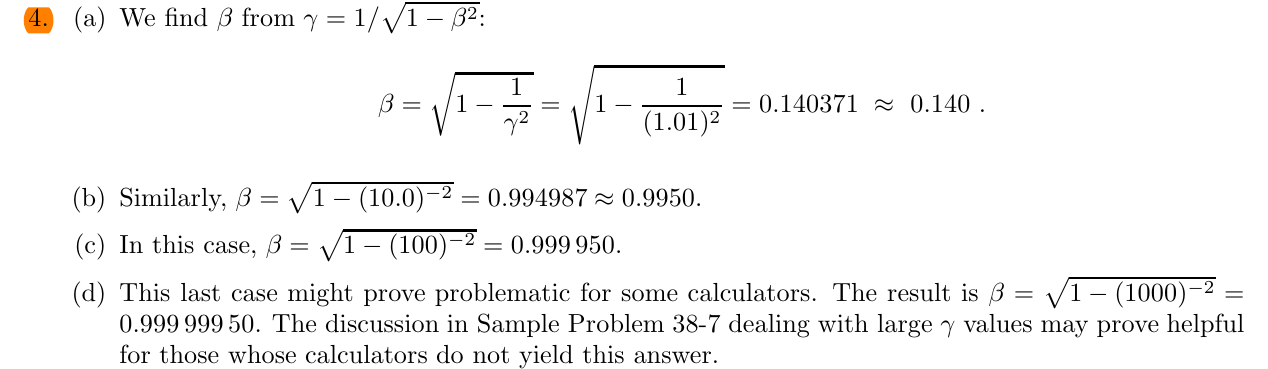 4. (a) We find β from γ = 1/√(1 − β²):
β = √(1 − 1/γ²) = √(1 − 1/(1.01)²) = 0.140371 ≈ 0.140 .
(b) Similarly, β = √(1 − (10.0)⁻²) = 0.994987 ≈ 0.9950.
(c) In this case, β = √(1 − (100)⁻²) = 0.999 950.
(d) This last case might prove problematic for some calculators. The result is β = √(1 − (1000)⁻²) =
0.999 999 50. The discussion in Sample Problem 38-7 dealing with large γ values may prove helpful
for those whose calculators do not yield this answer.